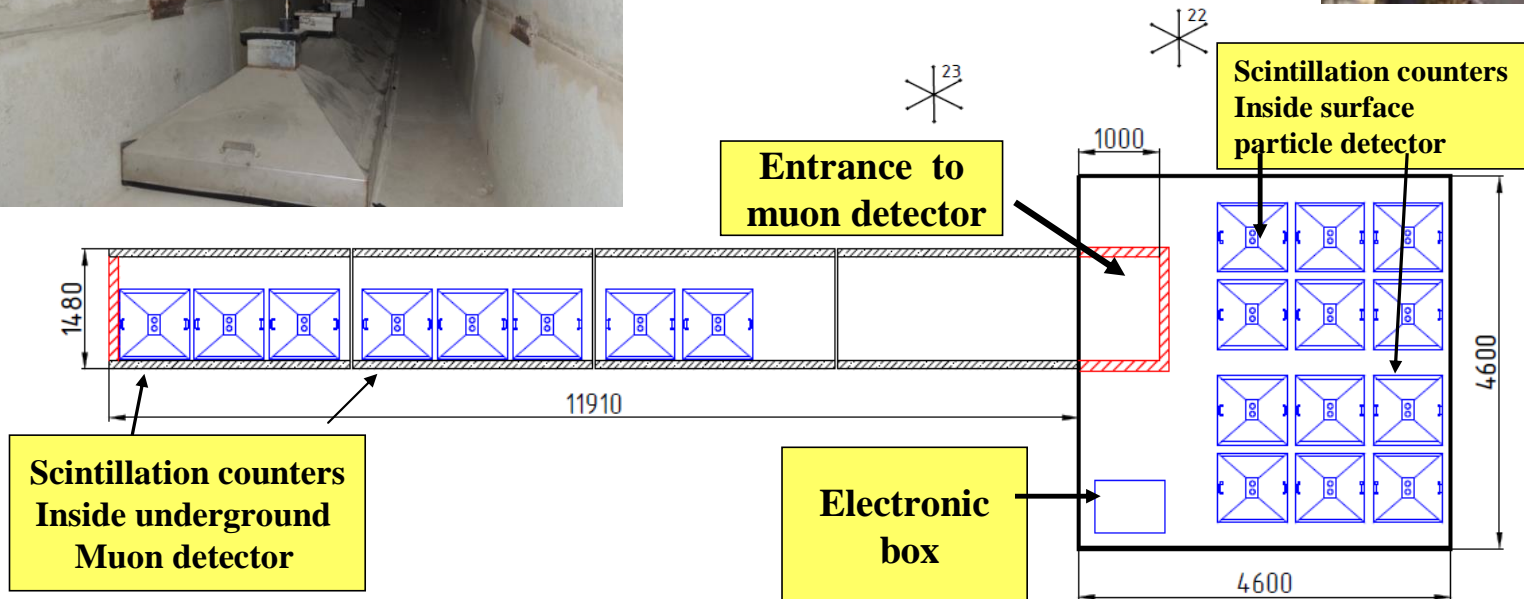 22
23
Scintillation counters
Inside surface
particle detector
1000
Entrance to
muon detector
1480
4600
11910
Scintillation counters
Inside underground
Muon detector
Electronic
box
4600